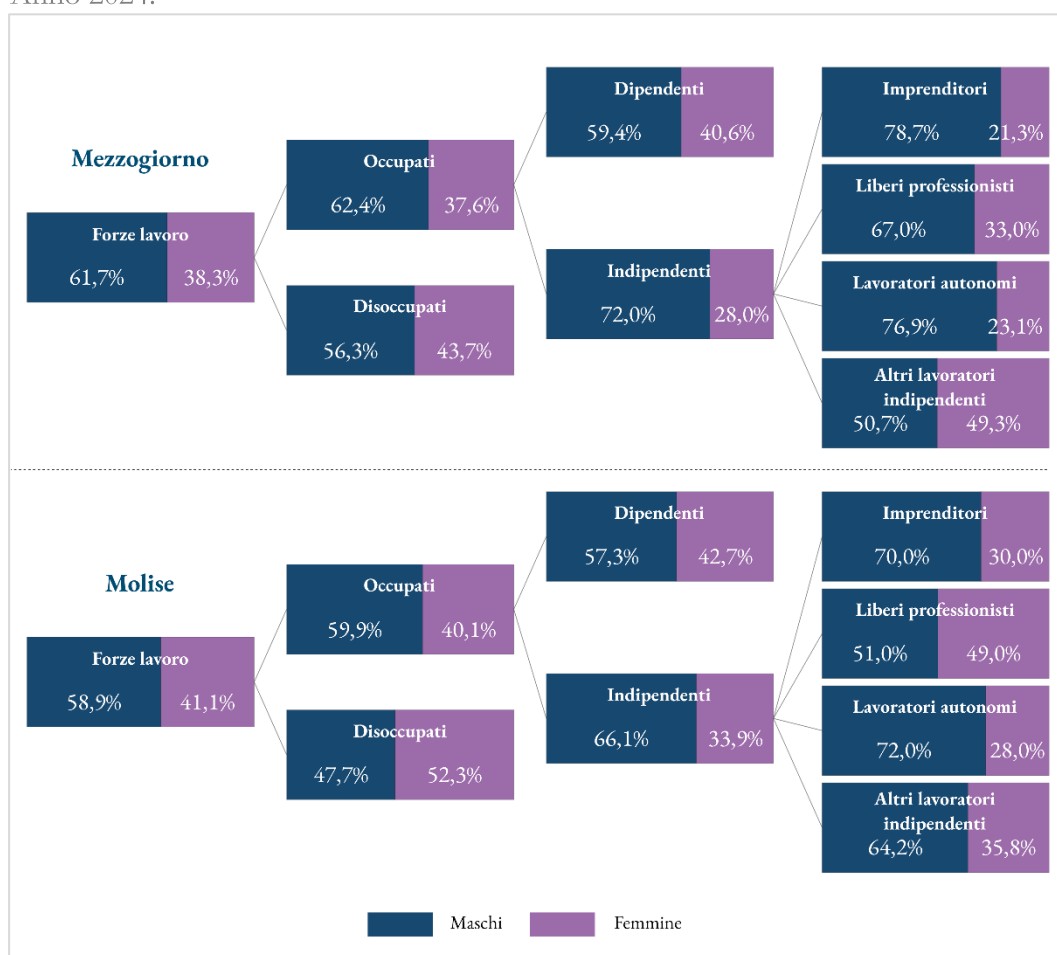 Anno 2024.
Mezzogiorno
Forze lavoro
61,7% 38,3%
Occupati
62,4% 37,6%
Disoccupati
56,3% 43,7%
Dipendenti
59,4% 40,6%
Indipendenti
72,0% 28,0%
Imprenditori
78,7% 21,3%
Liberi professionisti
67,0% 33,0%
Lavoratori autonomi
76,9% 23,1%
Altri lavoratori
indipendenti
50,7% 49,3%
Molise
Forze lavoro
58,9% 41,1%
Occupati
59,9% 40,1%
Disoccupati
47,7% 52,3%
Dipendenti
57,3% 42,7%
Indipendenti
66,1% 33,9%
Imprenditori
70,0% 30,0%
Liberi professionisti
51,0% 49,0%
Lavoratori autonomi
72,0% 28,0%
Altri lavoratori
indipendenti
64,2% 35,8%
Maschi Femmine